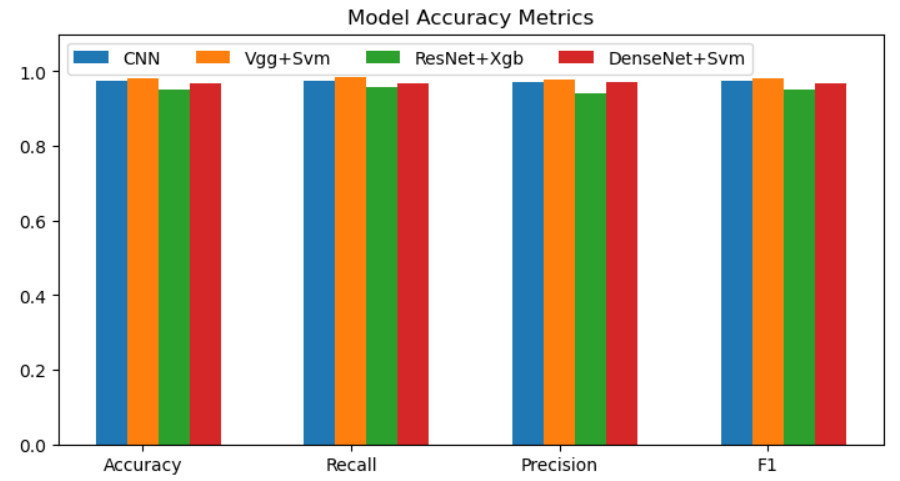 Model Accuracy Metrics
CNN Vgg+Svm ResNet+Xgb DenseNet+Svm
1.0
0.8
0.6
0.4
0.2
0.0
Accuracy Recall Precision F1